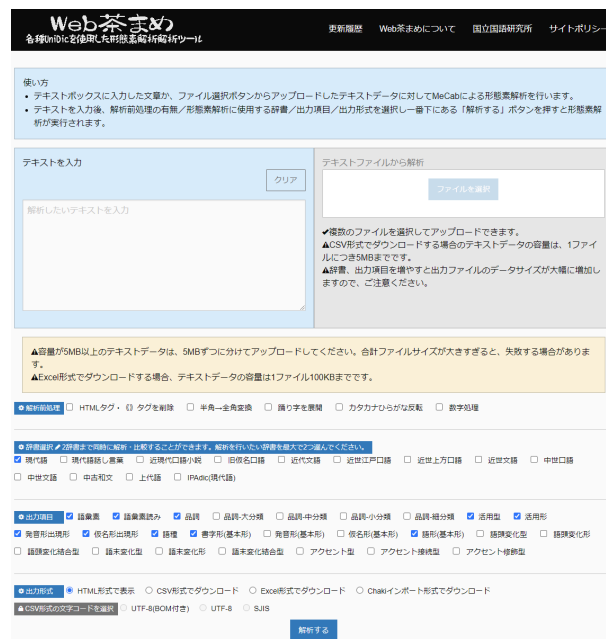 Web茶まめ
各種UniDicを使用した形態素解析解析ツール
更新履歴 Web茶まめについて 国立国語研究所 サイトポリシー
使い方
• テキストボックスに入力した文章か、ファイル選択ボタンからアップロードしたテキストデータに対してMeCabによる形態素解析を行います。
• テキストを入力後、解析前処理の有無／形態素解析に使用する辞書／出力項目／出力形式を選択し一番下にある「解析する」ボタンを押すと形態素解
析が実行されます。
テキストを入力
クリア
解析したいテキストを入力
テキストファイルから解析
ファイルを選択
✔複数のファイルを選択してアップロードできます。
▲CSV形式でダウンロードする場合のテキストデータの容量は、1ファイ
ルにつき5MBまでです。
▲辞書、出力項目を増やすと出力ファイルのデータサイズが大幅に増加し
ますので、ご注意ください。
▲容量が5MB以上のテキストデータは、5MBずつに分けてアップロードしてください。合計ファイルサイズが大きすぎると、失敗する場合がありま
す。
▲Excel形式でダウンロードする場合、テキストデータの容量は1ファイル100KBまでです。
解析前処理 HTMLタグ・《》タグを削除 半角→全角変換 踊り字を展開 カタカナひらがな反転 数字処理
辞書選択 2辞書まで同時に解析・比較することができます。解析を行いたい辞書を最大で2つ選んでください。
現代語 現代語話し言葉 近現代口語小説 旧仮名口語 近代文語 近世江戸口語 近世上方口語 近世文語 中世口語
中世文語 中古和文 上代語 IPAdic(現代語)
出力項目 語彙素 語彙素読み 品詞 品詞-大分類 品詞-中分類 品詞-小分類 品詞-細分類 活用型 活用形
発音形出現形 仮名形出現形 語種 書字形(基本形) 発音形(基本形) 仮名形(基本形) 語形(基本形) 語頭変化型 語頭変化形
語頭変化結合型 語末変化型 語末変化形 語末変化結合型 アクセント型 アクセント接続型 アクセント修飾型
出力形式 HTML形式で表示 CSV形式でダウンロード Excel形式でダウンロード Chakiインポート形式でダウンロード
CSV形式の文字コードを選択 UTF-8(BOM付き) UTF-8 SJIS
解析する